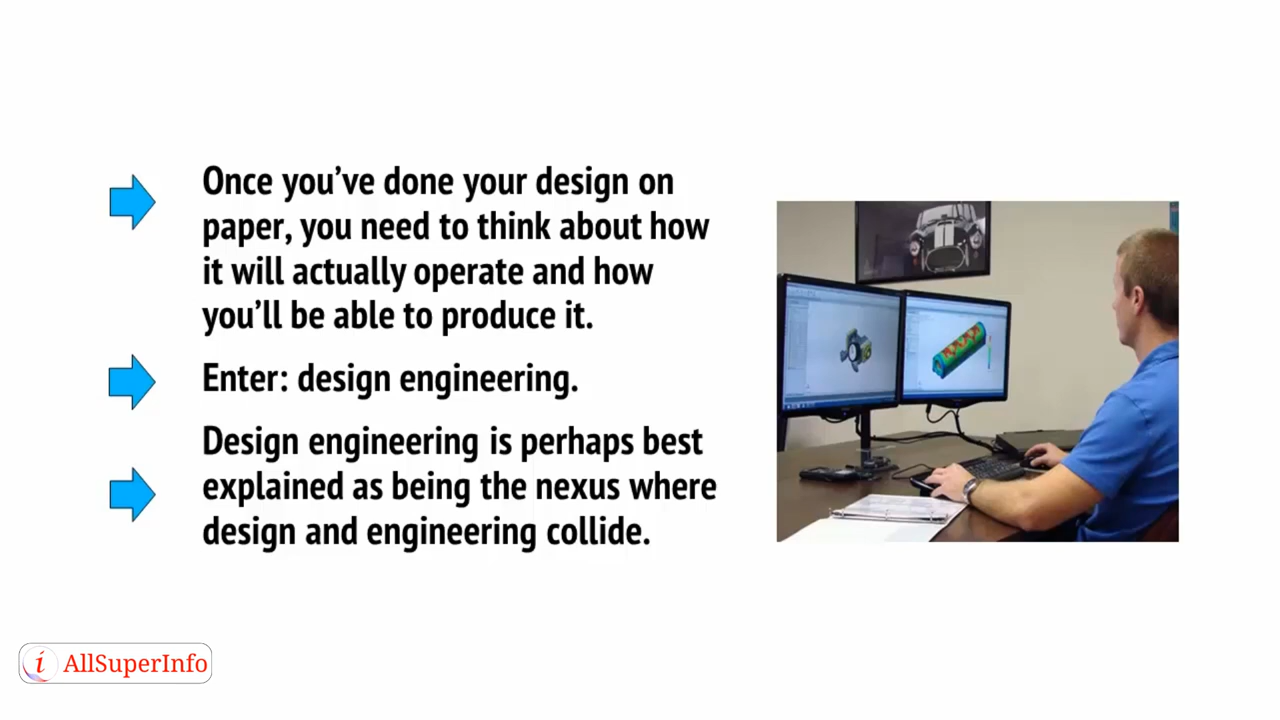 Once you’ve done your design on
paper, you need to think about how
it will actually operate and how
you’ll be able to produce it.
Enter: design engineering.
Design engineering is perhaps best
explained as being the nexus where
design and engineering collide.
i AllSuperInfo